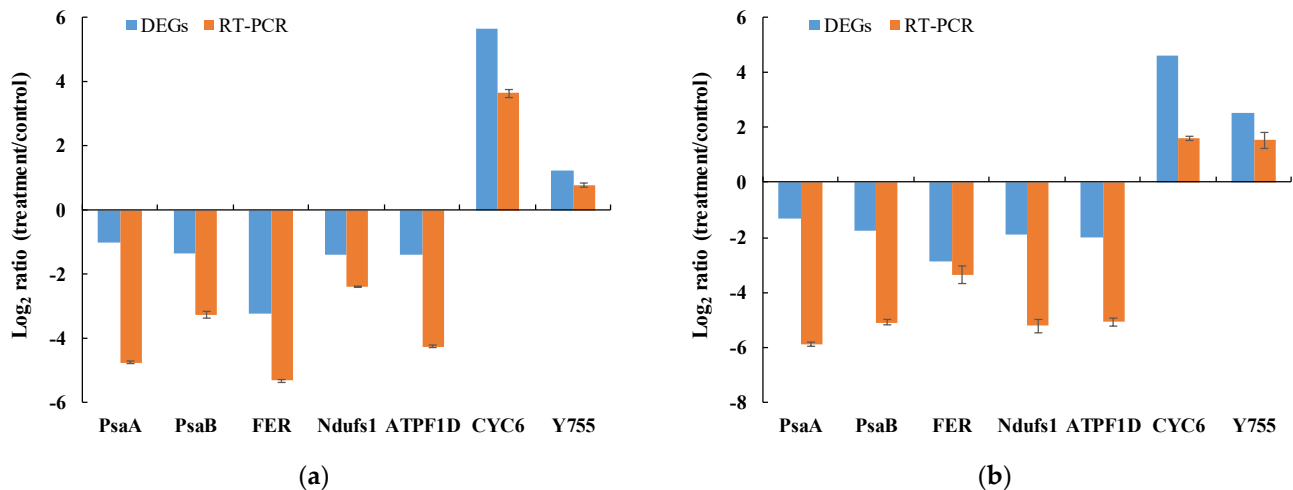 DEGs RT-PCR
Log₂ ratio (treatment/control)
6
4
2
0
-2
-4
-6
PsaA PsaB FER Ndufs1 ATPF1D CYC6 Y755
(a)
DEGs RT-PCR
Log₂ ratio (treatment/control)
6
4
2
0
-2
-4
-6
-8
PsaA PsaB FER Ndufs1 ATPF1D CYC6 Y755
(b)